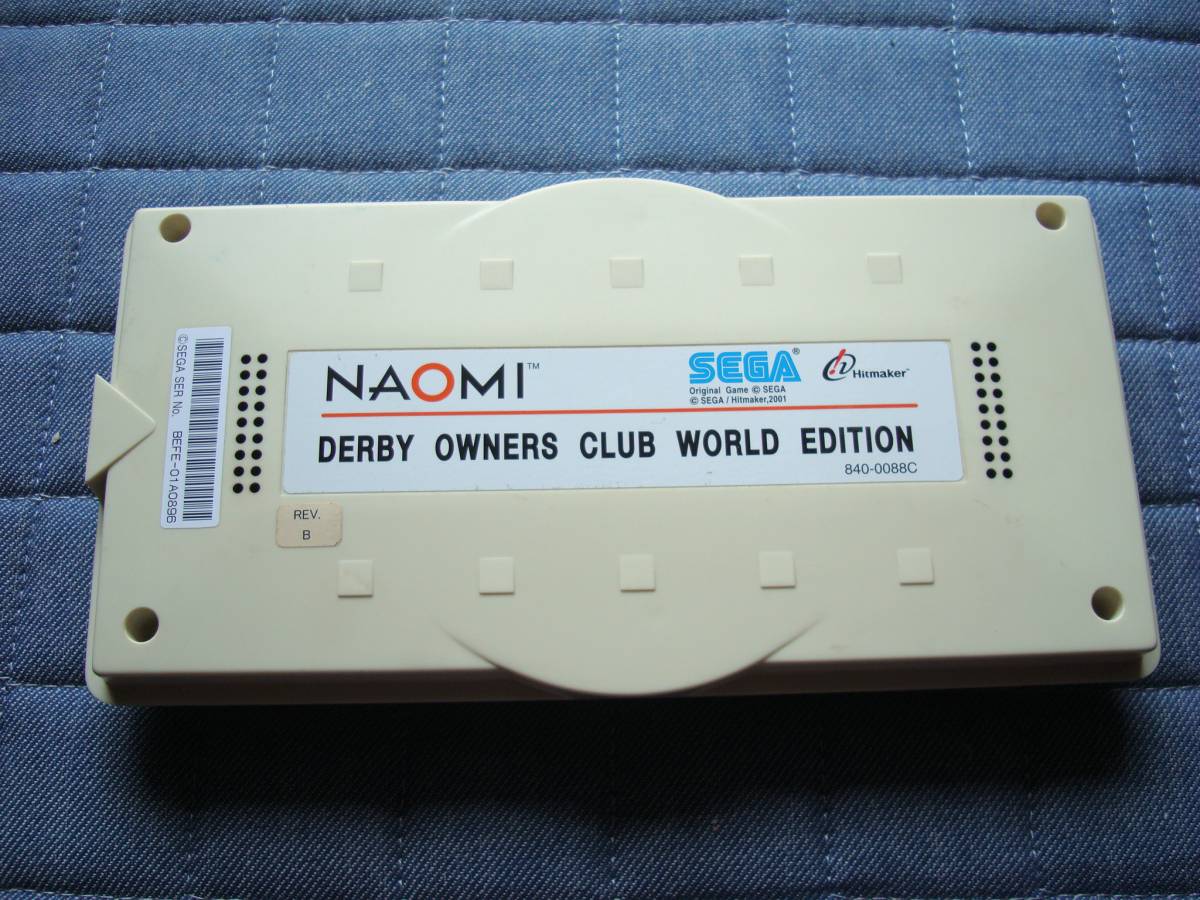 NAOMI™
SEGA®
Hitmaker™
Original Game © SEGA
© SEGA / Hitmaker,2001
DERBY OWNERS CLUB WORLD EDITION
840-0088C
©SEGA SER No. BEFE-01A0896
REV.
B